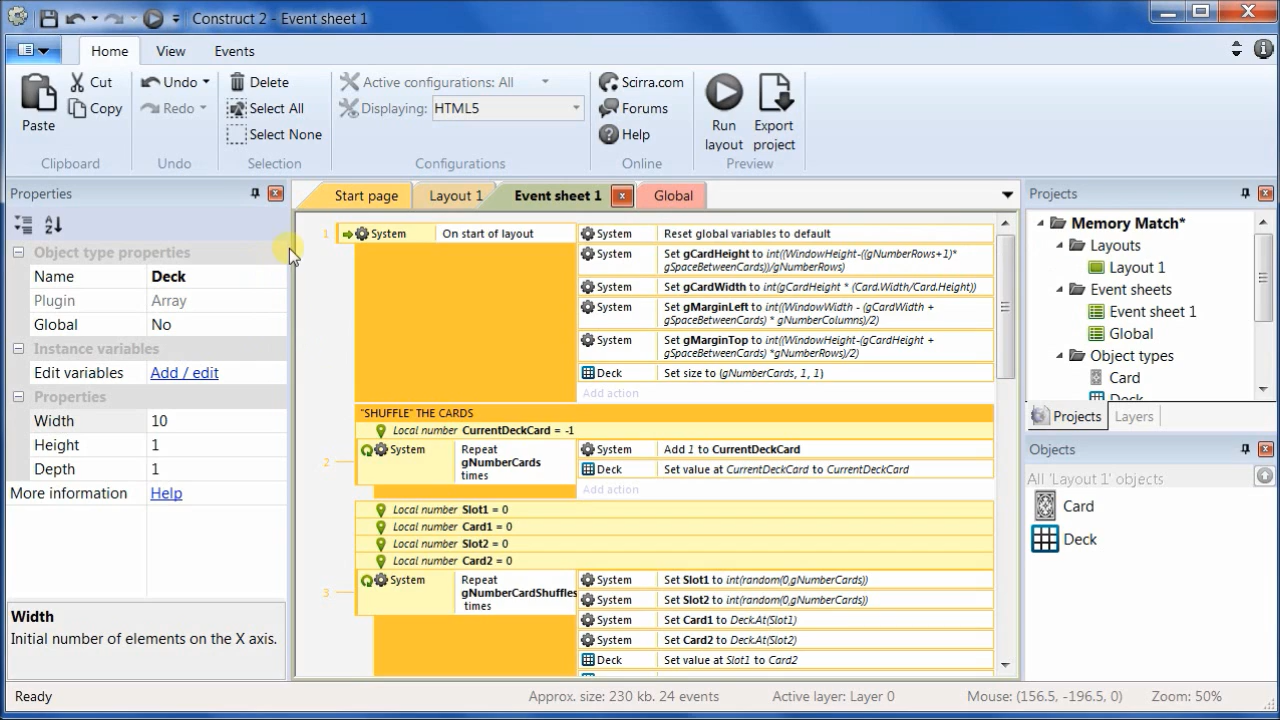 Construct 2 - Event sheet 1
Home
View
Events
Paste
Cut
Copy
Clipboard
Undo
Redo
Undo
Delete
Select All
Select None
Selection
Active configurations: All
Displaying:
HTML5
Configurations
Scirra.com
Forums
Help
Online
Run
layout
Export
project
Preview
Properties
Object type properties
Name
Deck
Plugin
Array
Global
No
Instance variables
Edit variables
Add / edit
Properties
Width
10
Height
1
Depth
1
More information
Help
Width
Initial number of elements on the X axis.
Start page
Layout 1
Event sheet 1
Global
1
System
On start of layout
System
Reset global variables to default
System
Set gCardHeight to int((WindowHeight-((gNumberRows+1)*
gSpaceBetweenCards))/gNumberRows)
System
Set gCardWidth to int(gCardHeight * (Card.Width/Card.Height))
System
Set gMarginLeft to int((WindowWidth - (gCardWidth +
gSpaceBetweenCards) * gNumberColumns)/2)
System
Set gMarginTop to int((WindowHeight-(gCardHeight +
gSpaceBetweenCards) *gNumberRows)/2)
Deck
Set size to (gNumberCards, 1, 1)
Add action
"SHUFFLE" THE CARDS
Local number CurrentDeckCard = -1
2
System
Repeat
gNumberCards
times
System
Add 1 to CurrentDeckCard
Deck
Set value at CurrentDeckCard to CurrentDeckCard
Add action
Local number Slot1 = 0
Local number Card1 = 0
Local number Slot2 = 0
Local number Card2 = 0
3
System
Repeat
gNumberCardShuffles
times
System
Set Slot1 to int(random(0,gNumberCards))
System
Set Slot2 to int(random(0,gNumberCards))
System
Set Card1 to Deck.At(Slot1)
System
Set Card2 to Deck.At(Slot2)
Deck
Set value at Slot1 to Card2
Projects
Memory Match*
Layouts
Layout 1
Event sheets
Event sheet 1
Global
Object types
Card
Deck
Projects
Layers
Objects
All 'Layout 1' objects
Card
Deck
Ready
Approx. size: 230 kb. 24 events
Active layer: Layer 0
Mouse: (156.5, -196.5, 0)
Zoom: 50%